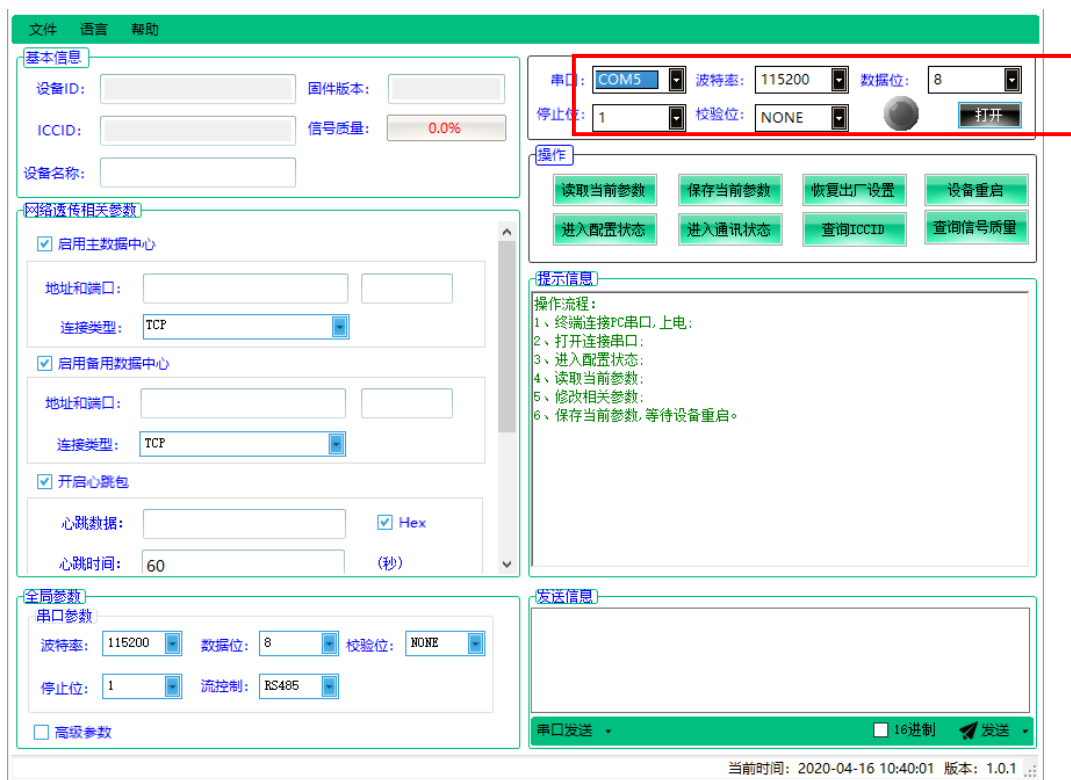 文件 语言 帮助
基本信息
设备ID: 固件版本:
ICCID: 信号质量: 0.0%
设备名称:
串口: COM5 波特率: 115200 数据位: 8
停止位: 1 校验位: NONE 打开
操作
读取当前参数 保存当前参数 恢复出厂设置 设备重启
进入配置状态 进入通讯状态 查询ICCID 查询信号质量
网络透传相关参数
启用主数据中心
地址和端口:
连接类型: TCP
启用备用数据中心
地址和端口:
连接类型: TCP
开启心跳包
心跳数据: Hex
心跳时间: 60 (秒)
提示信息
操作流程:
1、终端连接PC串口,上电;
2、打开连接串口;
3、进入配置状态;
4、读取当前参数;
5、修改相关参数;
6、保存当前参数,等待设备重启。
全局参数
串口参数
波特率: 115200 数据位: 8 校验位: NONE
停止位: 1 流控制: RS485
高级参数
发送信息
串口发送 16进制 发送
当前时间: 2020-04-16 10:40:01 版本: 1.0.1